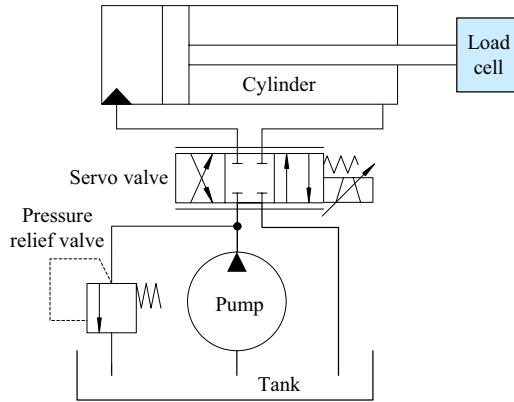 Load
cell
Cylinder
Servo valve
Pressure
relief valve
Pump
Tank